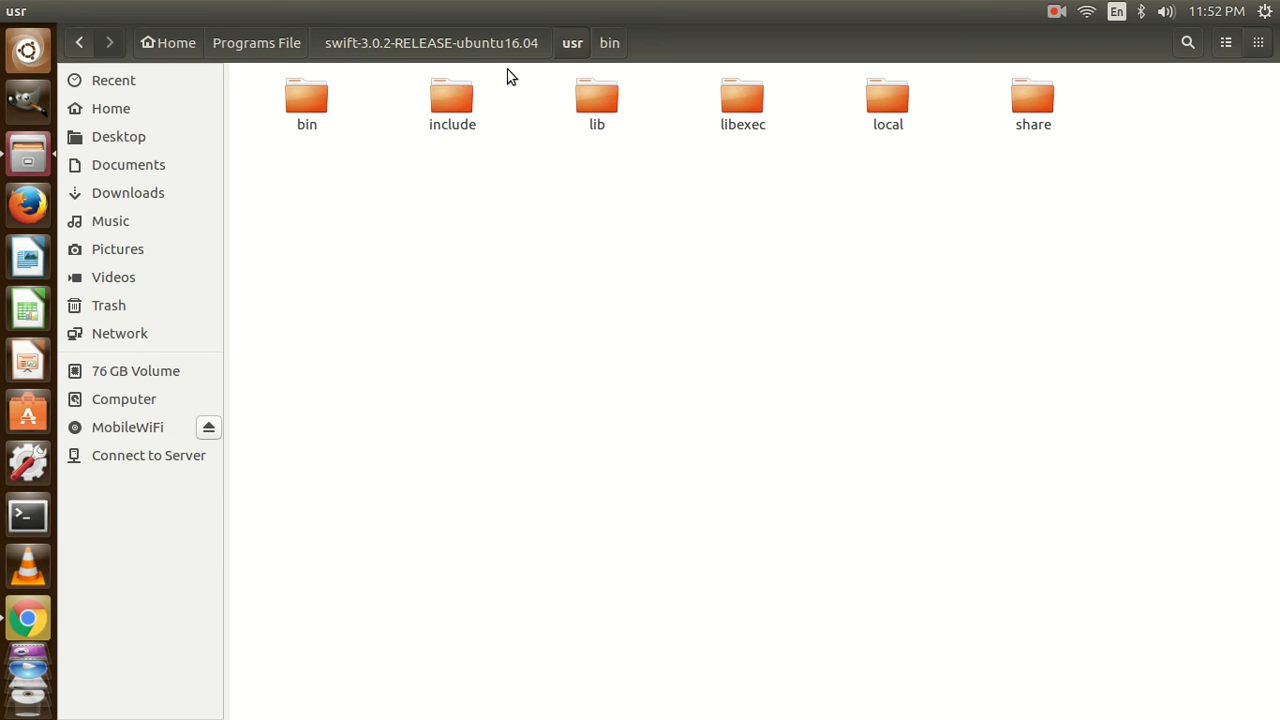 usr
En
11:52 PM
Home
Programs File
swift-3.0.2-RELEASE-ubuntu16.04
usr
bin
Recent
Home
Desktop
Documents
Downloads
Music
Pictures
Videos
Trash
Network
76 GB Volume
Computer
MobileWiFi
Connect to Server
bin
include
lib
libexec
local
share